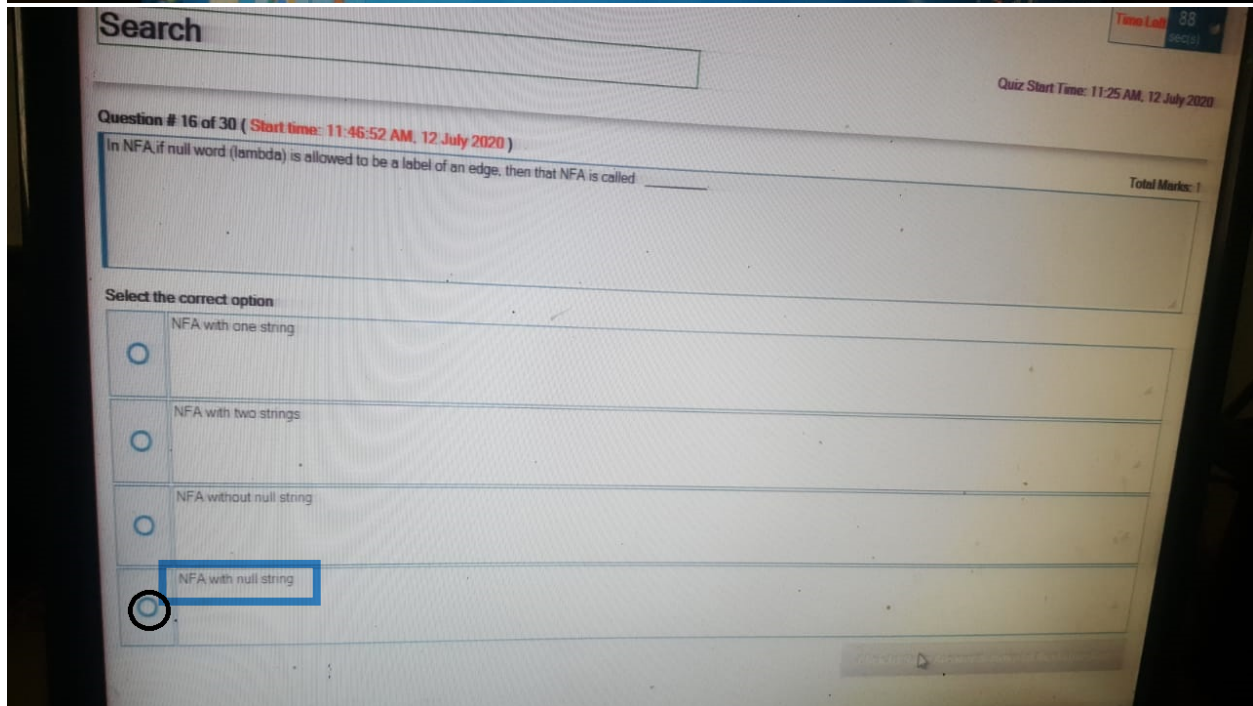 Search
Time Left 88
sec(s)
Quiz Start Time: 11:25 AM, 12 July 2020
Question # 16 of 30 ( Start time: 11:46:52 AM, 12 July 2020 )
Total Marks: 1
In NFA,if null word (lambda) is allowed to be a label of an edge, then that NFA is called ________
Select the correct option
NFA with one string
NFA with two strings
NFA without null string
NFA with null string